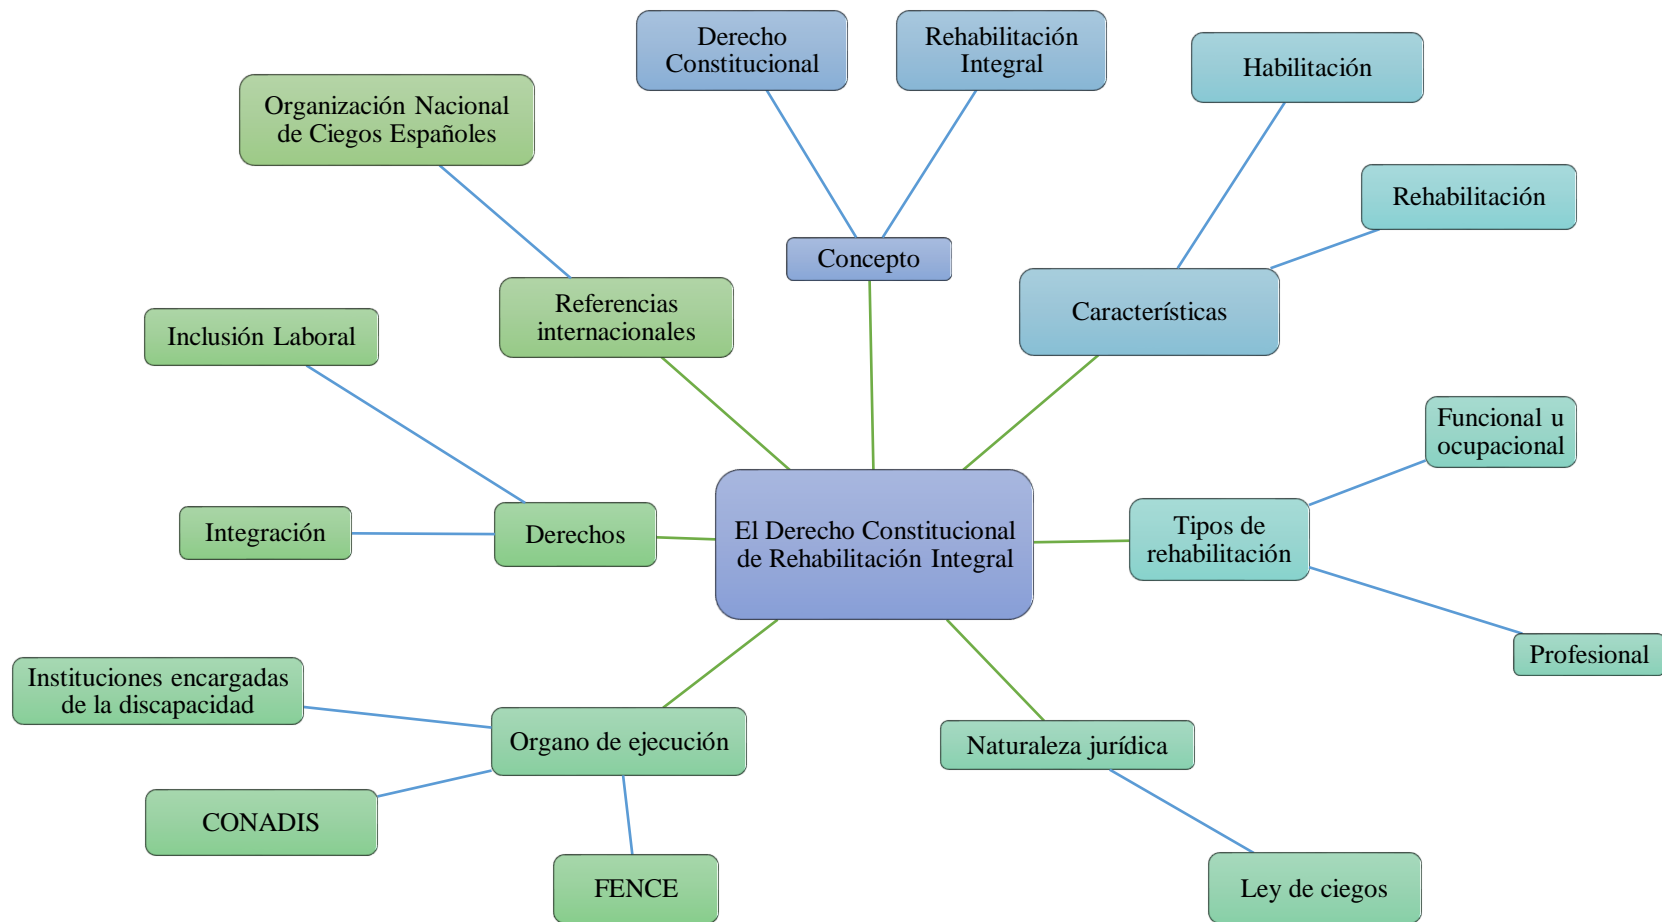 Derecho
Constitucional
Rehabilitación
Integral
Habilitación
Organización Nacional
de Ciegos Españoles
Rehabilitación
Concepto
Referencias
internacionales
Características
Inclusión Laboral
Funcional u
ocupacional
Integración
Derechos
El Derecho Constitucional
de Rehabilitación Integral
Tipos de
rehabilitación
Profesional
Instituciones encargadas
de la discapacidad
Organo de ejecución
Naturaleza jurídica
CONADIS
FENCE
Ley de ciegos